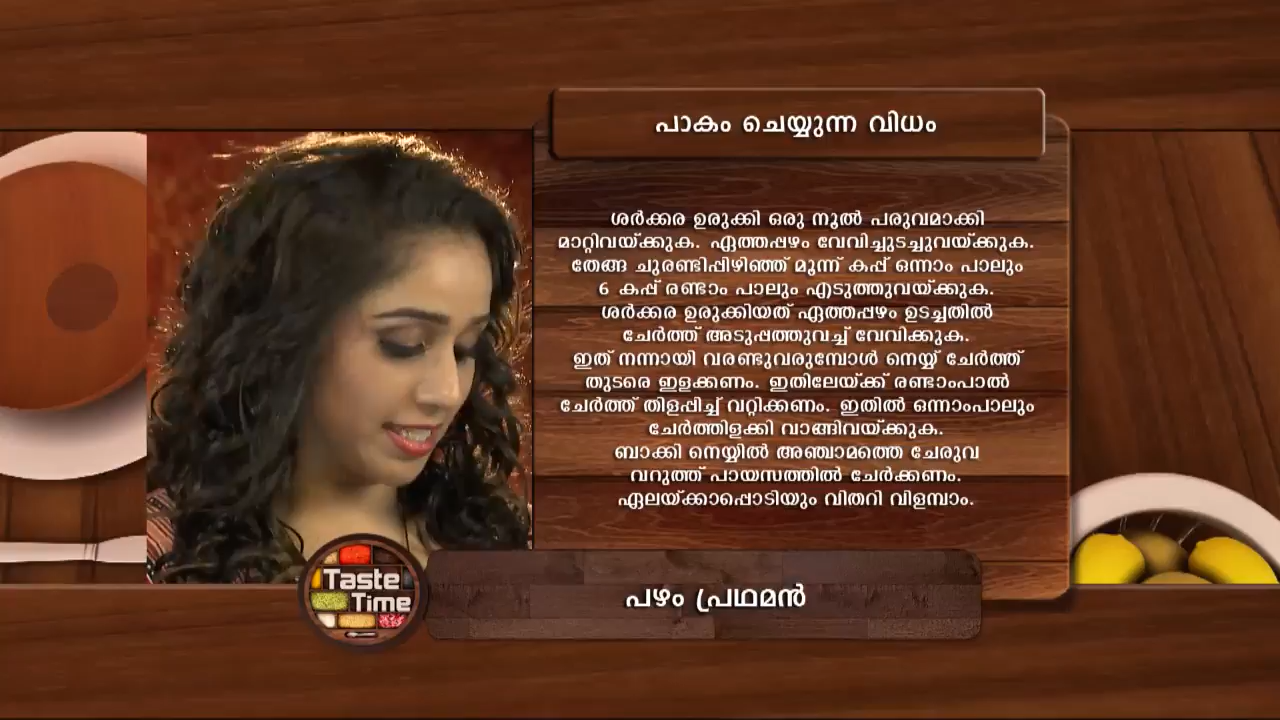 പാകം ചെയ്യുന്ന വിധം
ശർക്കര ഉരുക്കി ഒരു നൂൽ പരുവമാക്കി
മാറ്റിവയ്ക്കുക. ഏത്തപ്പഴം വേവിച്ചുടച്ചുവയ്ക്കുക.
തേങ്ങ ചുരണ്ടിപ്പിഴിഞ്ഞ് മൂന്ന് കപ്പ് ഒന്നാം പാലും
6 കപ്പ് രണ്ടാം പാലും എടുത്തുവയ്ക്കുക.
ശർക്കര ഉരുക്കിയത് ഏത്തപ്പഴം ഉടച്ചതിൽ
ചേർത്ത് അടുപ്പത്തുവച്ച് വേവിക്കുക.
ഇത് നന്നായി വരണ്ടുവരുമ്പോൾ നെയ്യ് ചേർത്ത്
തുടരെ ഇളക്കണം. ഇതിലേയ്ക്ക് രണ്ടാംപാൽ
ചേർത്ത് തിളപ്പിച്ച് വറ്റിക്കണം. ഇതിൽ ഒന്നാംപാലും
ചേർത്തിളക്കി വാങ്ങിവയ്ക്കുക.
ബാക്കി നെയ്യിൽ അഞ്ചാമത്തെ ചേരുവ
വറുത്ത് പായസത്തിൽ ചേർക്കണം.
ഏലയ്ക്കാപ്പൊടിയും വിതറി വിളമ്പാം.
Taste
Time
പഴം പ്രഥമൻ